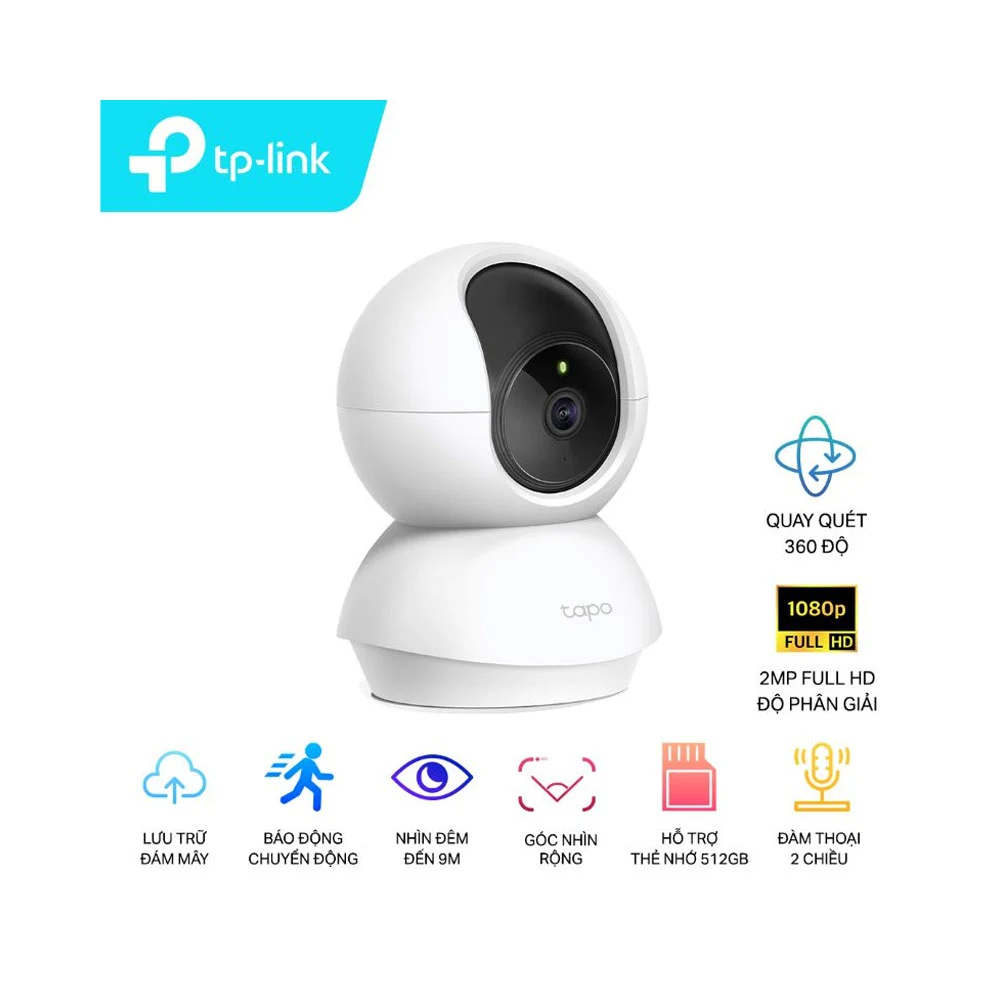 tp-link
tapo
QUAY QUÉT
360 ĐỘ
1080p
FULL HD
2MP FULL HD
ĐỘ PHÂN GIẢI
LƯU TRỮ
ĐÁM MÂY
BÁO ĐỘNG
CHUYỂN ĐỘNG
NHÌN ĐÊM
ĐẾN 9M
GÓC NHÌN
RỘNG
HỖ TRỢ
THẺ NHỚ 512GB
ĐÀM THOẠI
2 CHIỀU